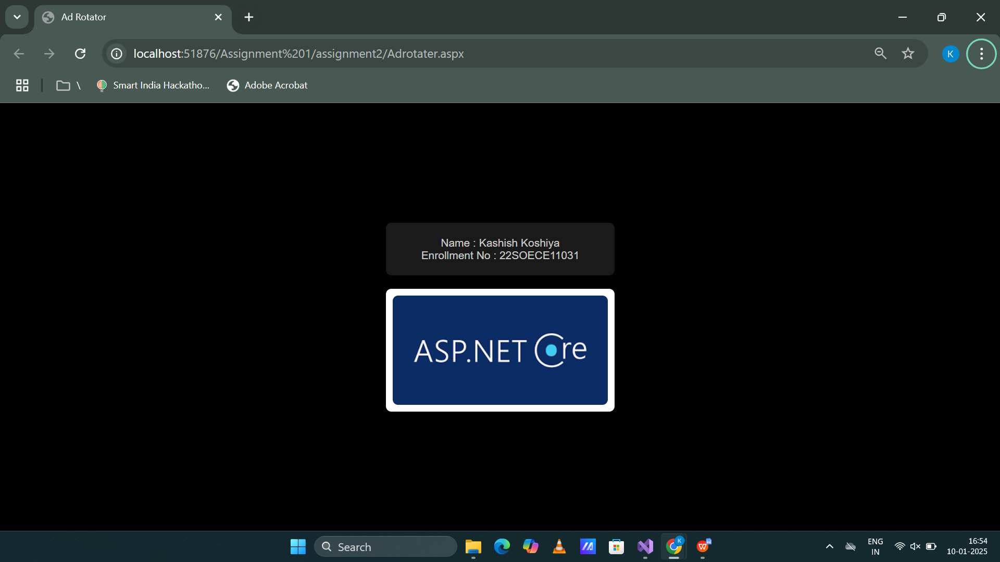 Ad Rotator
localhost:51876/Assignment%201/assignment2/Adrotater.aspx
K
\
Smart India Hackatho...
Adobe Acrobat
Name : Kashish Koshiya
Enrollment No : 22SOECE11031
ASP.NET Core
Search
K
W
ENG
IN
16:54
10-01-2025